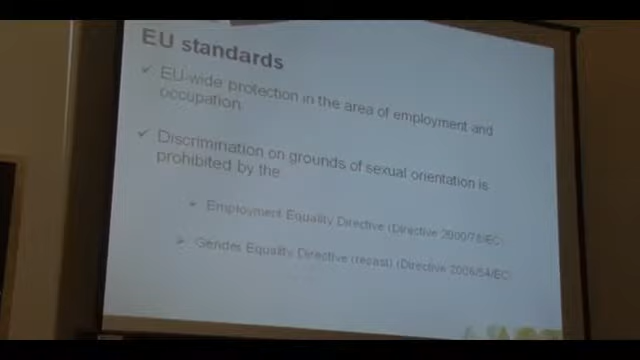 EU standards
✓ EU-wide protection in the area of employment and
occupation
✓ Discrimination on grounds of sexual orientation is
prohibited by the
➢ Employment Equality Directive (Directive 2000/78/EC
➢ Gender Equality Directive (recast) (Directive 2006/54/EC)